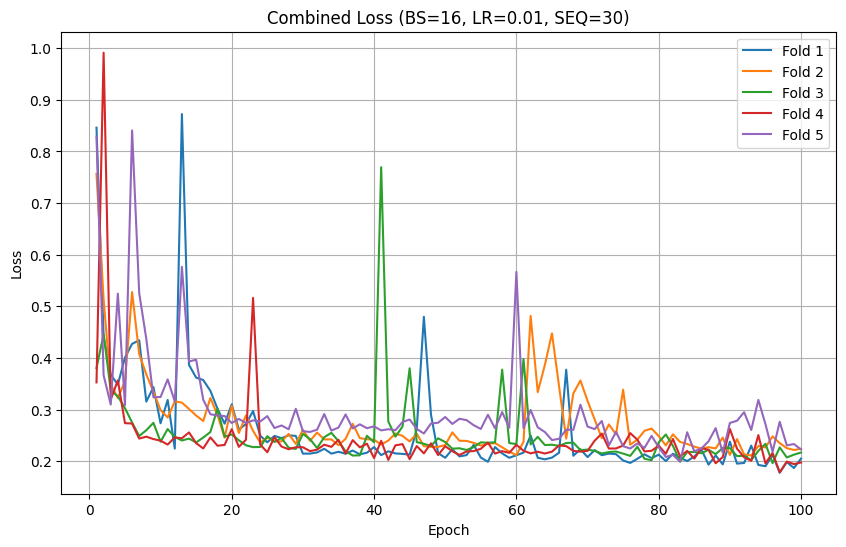 Combined Loss (BS=16, LR=0.01, SEQ=30)
Fold 1
Fold 2
Fold 3
Fold 4
Fold 5
Loss
1.0
0.9
0.8
0.7
0.6
0.5
0.4
0.3
0.2
0 20 40 60 80 100
Epoch